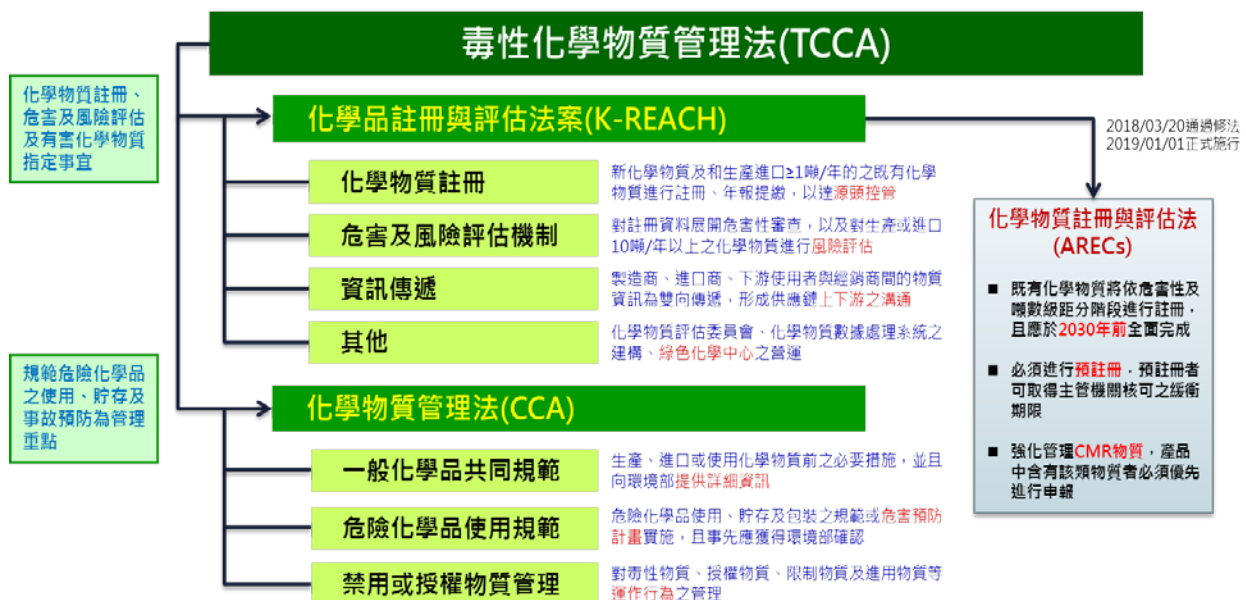 毒性化學物質管理法(TCCA)
化學物質註冊、
危害及風險評估
及有害化學物質
指定事宜
化學品註冊與評估法案(K-REACH)
2018/03/20通過修法
2019/01/01正式施行
化學物質註冊
新化學物質及和生產進口≥1噸/年的之既有化學
物質進行註冊、年報提繳，以達源頭控管
危害及風險評估機制
對註冊資料展開危害性審查，以及對生產或進口
10噸/年以上之化學物質進行風險評估
資訊傳遞
製造商、進口商、下游使用者與經銷商間的物質
資訊為雙向傳遞，形成供應鏈上下游之溝通
其他
化學物質評估委員會、化學物質數據處理系統之
建構、綠色化學中心之營運
化學物質註冊與評估法
(ARECs)
■ 既有化學物質將依危害性及
噸數級距分階段進行註冊，
且應於2030年前全面完成
■ 必須進行預註冊，預註冊者
可取得主管機關核可之緩衝
期限
■ 強化管理CMR物質，產品
中含有該類物質者必須優先
進行申報
規範危險化學品
之使用、貯存及
事故預防為管理
重點
化學物質管理法(CCA)
一般化學品共同規範
生產、進口或使用化學物質前之必要措施，並且
向環境部提供詳細資訊
危險化學品使用規範
危險化學品使用、貯存及包裝之規範或危害預防
計畫實施，且事先應獲得環境部確認
禁用或授權物質管理
對毒性物質、授權物質、限制物質及進用物質等
運作行為之管理